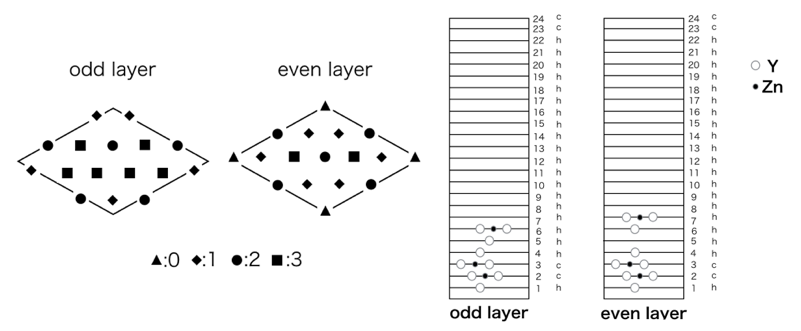 odd layer
even layer
▲:0 ◆:1 ●:2 ■:3
24 c
23 c
22 h
21 h
20 h
19 h
18 h
17 h
16 h
15 h
14 h
13 h
12 h
11 h
10 h
9 h
8 h
7 h
6 h
5 h
4 h
3 c
2 c
1 h
odd layer
24 c
23 c
22 h
21 h
20 h
19 h
18 h
17 h
16 h
15 h
14 h
13 h
12 h
11 h
10 h
9 h
8 h
7 h
6 h
5 h
4 h
3 c
2 c
1 h
even layer
Y
Zn